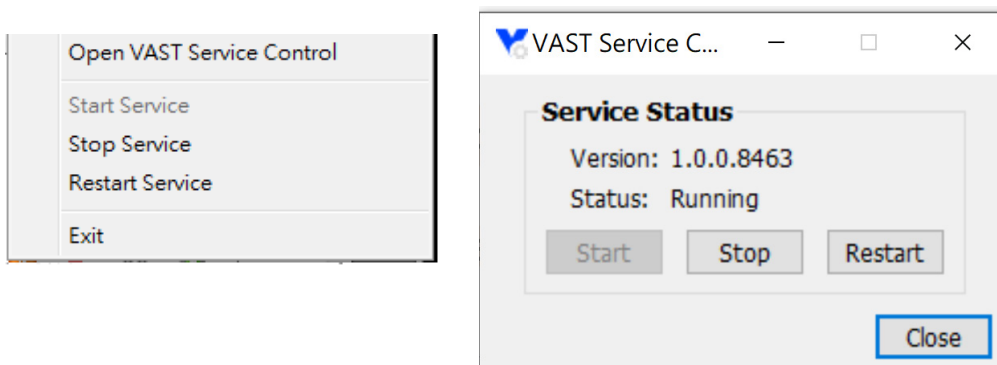 Open VAST Service Control
Start Service
Stop Service
Restart Service
Exit
VAST Service C...
Service Status
Version: 1.0.0.8463
Status: Running
Start Stop Restart
Close